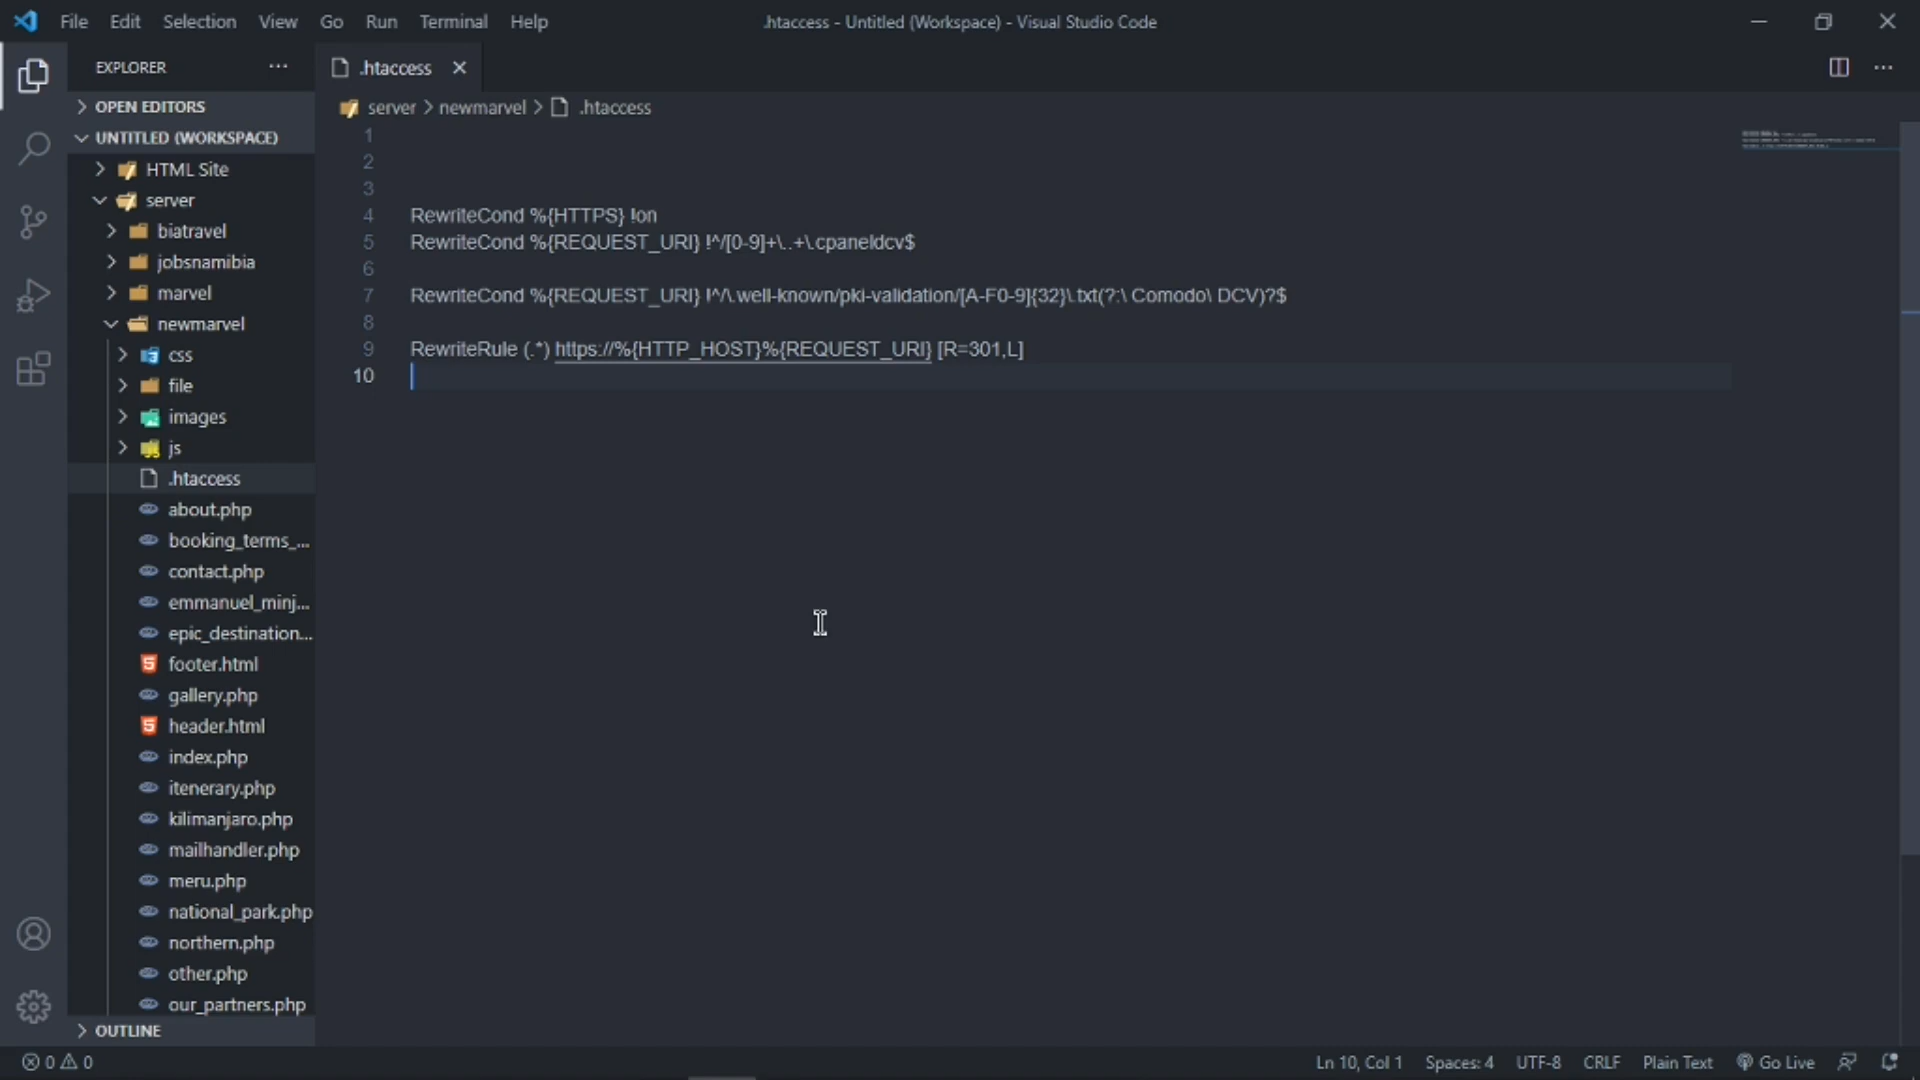 File Edit Selection View Go Run Terminal Help
.htaccess - Untitled (Workspace) - Visual Studio Code
EXPLORER
.htaccess
OPEN EDITORS
server > newmarvel > .htaccess
UNTITLED (WORKSPACE)
HTML Site
server
biatravel
jobsnamibia
marvel
newmarvel
css
file
images
js
.htaccess
about.php
booking_terms_...
contact.php
emmanuel_minj...
epic_destination...
footer.html
gallery.php
header.html
index.php
itenerary.php
kilimanjaro.php
mailhandler.php
meru.php
national_park.php
northern.php
other.php
our_partners.php
OUTLINE
1
2
3
4 RewriteCond %{HTTPS} !on
5 RewriteCond %{REQUEST_URI} !^/[0-9]+\..+\.cpaneldcv$
6
7 RewriteCond %{REQUEST_URI} !^/\.well-known/pki-validation/[A-F0-9]{32}\.txt(?:\ Comodo\ DCV)?$
8
9 RewriteRule (.*) https://%{HTTP_HOST}%{REQUEST_URI} [R=301,L]
10
0 0
Ln 10, Col 1 Spaces: 4 UTF-8 CRLF Plain Text Go Live